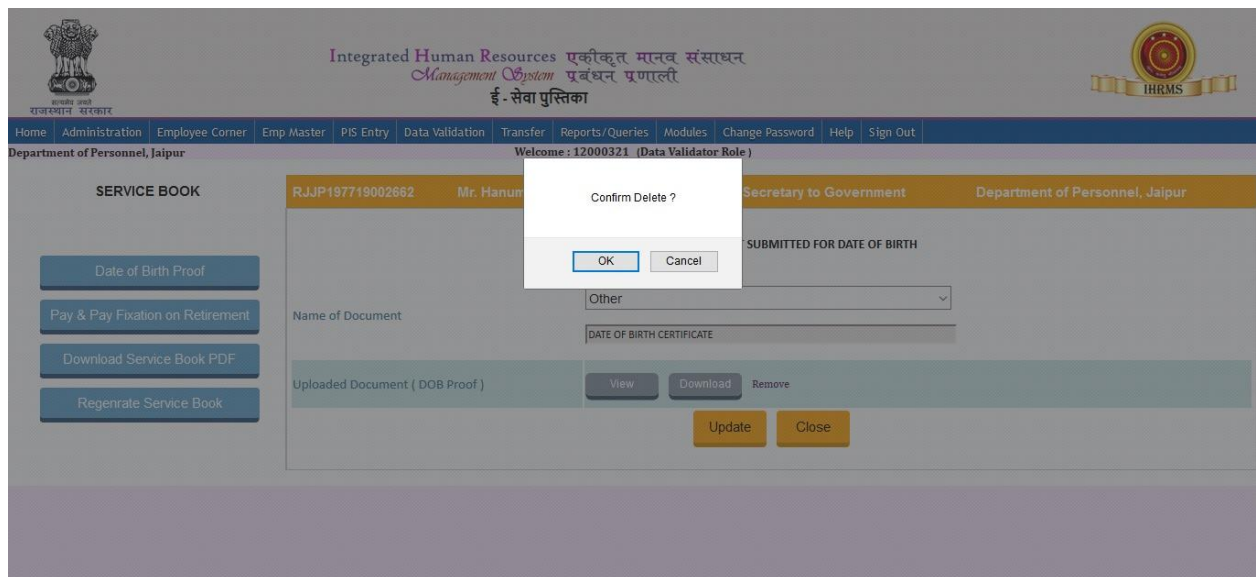 Integrated Human Resources एकीकृत मानव संसाधन
Management System प्रबंधन प्रणाली
ई - सेवा पुस्तिका
सत्यमेव जयते
राजस्थान सरकार
IHRMS
Home Administration Employee Corner Emp Master PIS Entry Data Validation Transfer Reports/Queries Modules Change Password Help Sign Out
Department of Personnel, Jaipur Welcome : 12000321 (Data Validator Role )
SERVICE BOOK
RJJP197719002662 Mr. Hanum Secretary to Government Department of Personnel, Jaipur
Confirm Delete ?
OK Cancel
SUBMITTED FOR DATE OF BIRTH
Date of Birth Proof
Pay & Pay Fixation on Retirement
Download Service Book PDF
Regenrate Service Book
Name of Document
Other
DATE OF BIRTH CERTIFICATE
Uploaded Document ( DOB Proof ) View Download Remove
Update Close